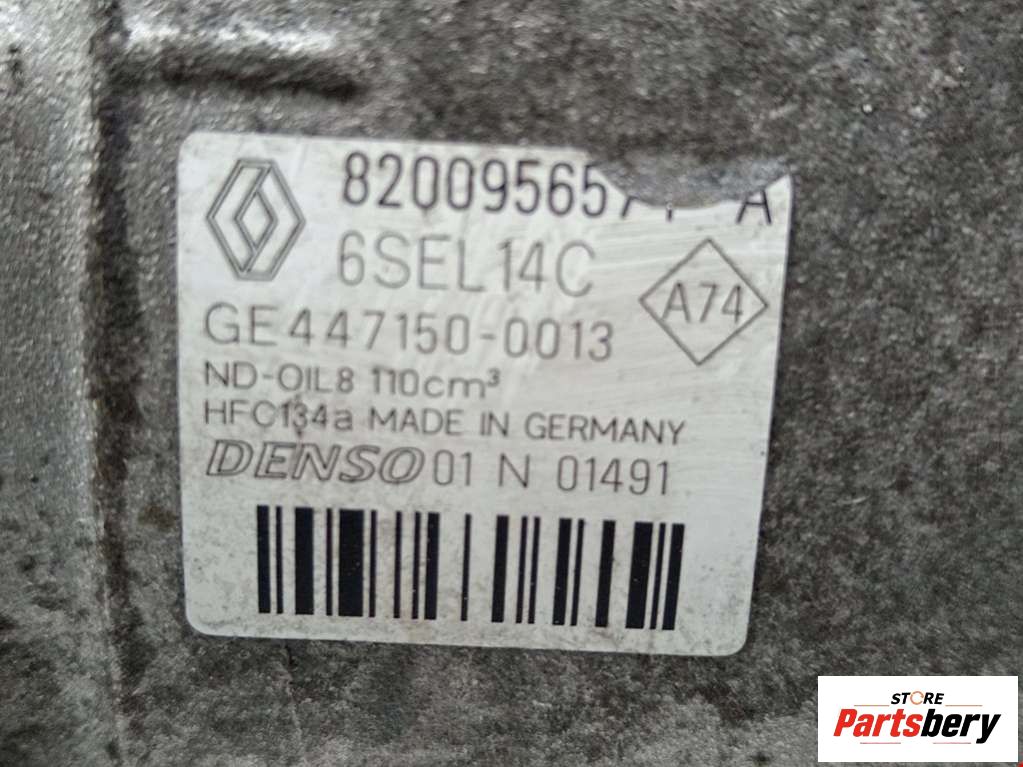 A
6SEL14C
A74
GE447150-0013
ND-OIL8 110cm³
HFC134a MADE IN GERMANY
DENSO 01 N 01491
STORE
Partsbery